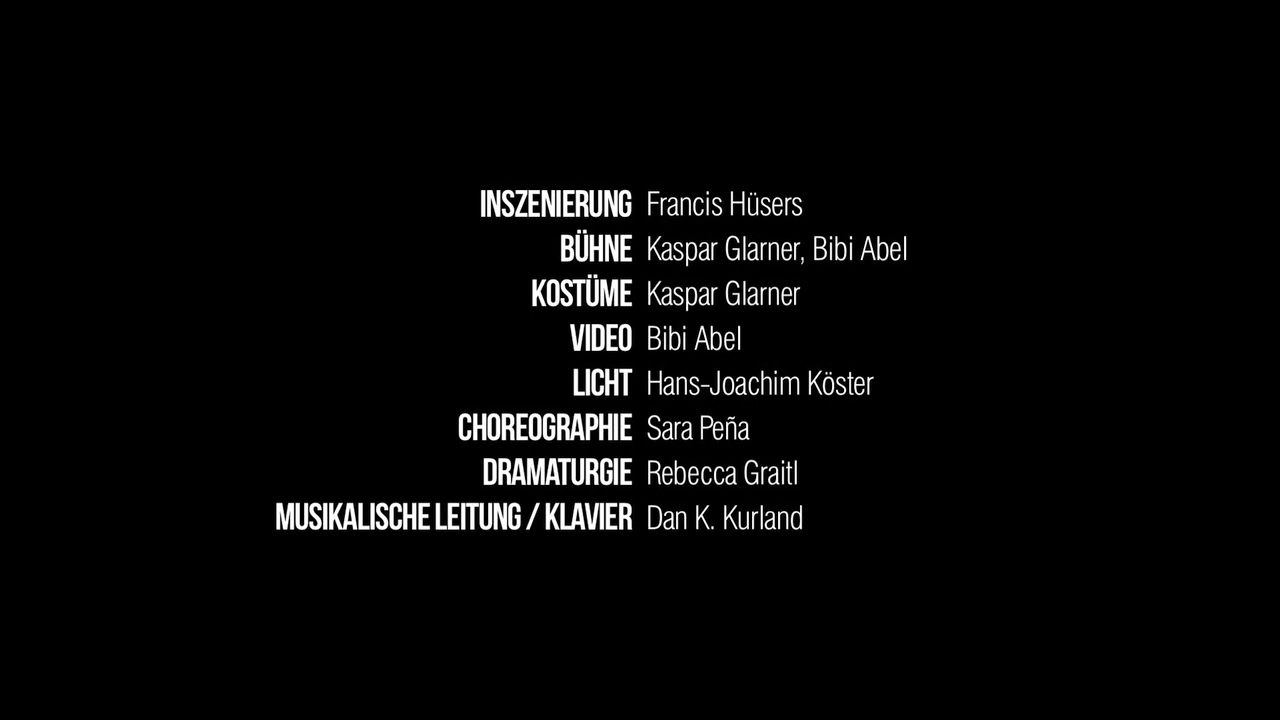 INSZENIERUNG Francis Hüsers
BÜHNE Kaspar Glarner, Bibi Abel
KOSTÜME Kaspar Glarner
VIDEO Bibi Abel
LICHT Hans-Joachim Köster
CHOREOGRAPHIE Sara Peña
DRAMATURGIE Rebecca Graitl
MUSIKALISCHE LEITUNG / KLAVIER Dan K. Kurland